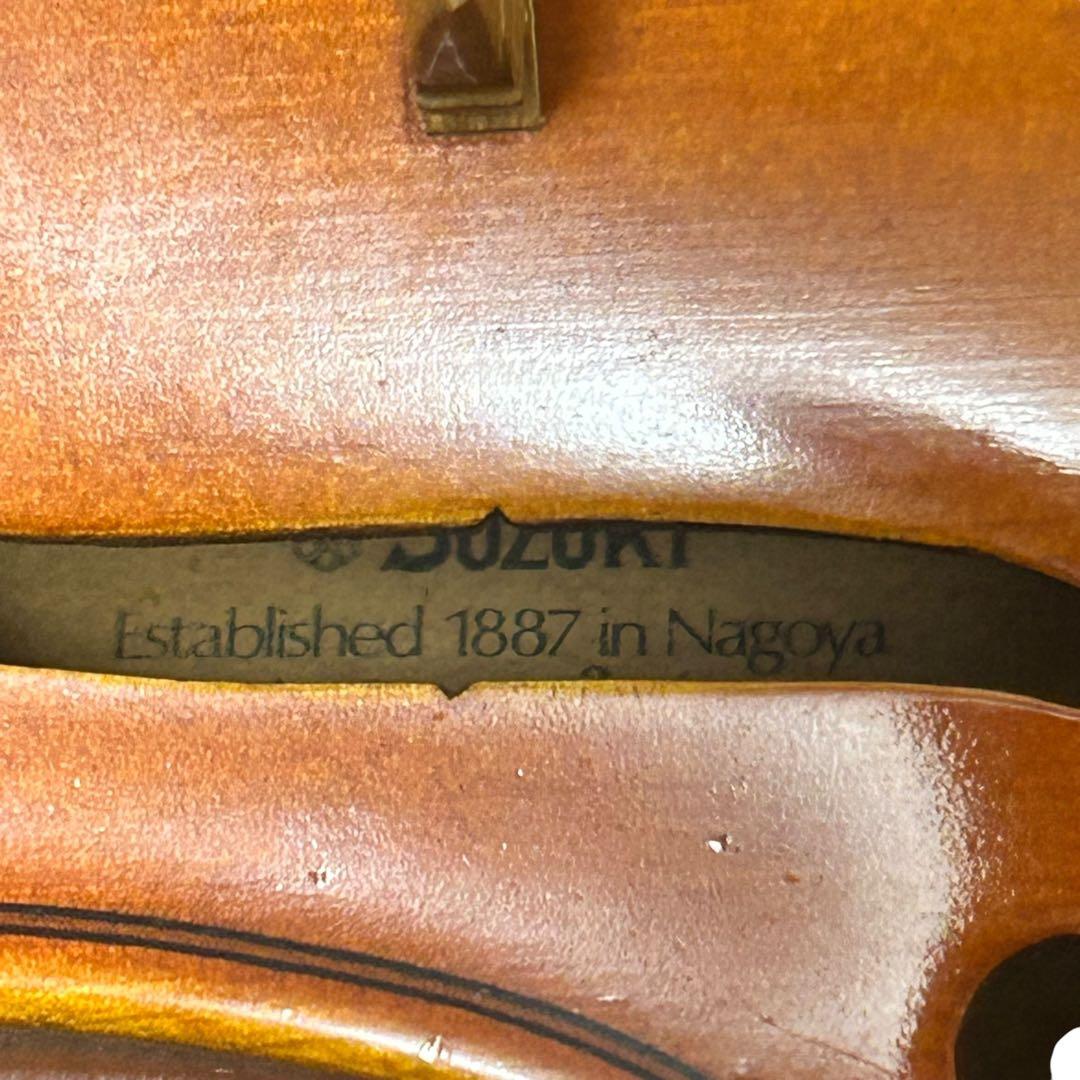 SUZUKI
Established 1887 in Nagoya